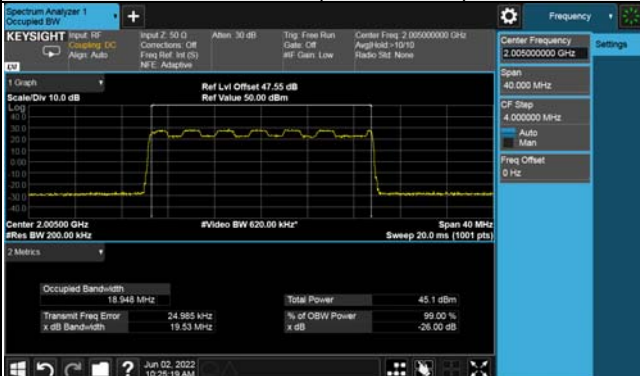 Spectrum Analyzer 1
Occupied BW
+
Frequency
KEYSIGHT Input: RF
Coupling: DC
Align: Auto
Input Z: 50 Ω
Corrections: Off
Freq Ref: Int (S)
NFE: Adaptive
Atten: 30 dB
Trig: Free Run
Gate: Off
#IF Gain: Low
Center Freq: 2.005000000 GHz
Avg|Hold:>10/10
Radio Std: None
LXI
Center Frequency
2.005000000 GHz
Settings
Span
40.000 MHz
CF Step
4.000000 MHz
Auto
Man
Freq Offset
0 Hz
1 Graph
Scale/Div 10.0 dB
Ref Lvl Offset 47.55 dB
Ref Value 50.00 dBm
Log
40.0
30.0
20.0
10.0
0.00
-10.0
-20.0
-30.0
-40.0
Center 2.00500 GHz
#Res BW 200.00 kHz
#Video BW 620.00 kHz*
Span 40 MHz
Sweep 20.0 ms (1001 pts)
2 Metrics
Occupied Bandwidth
18.948 MHz
Total Power 45.1 dBm
Transmit Freq Error 24.985 kHz
% of OBW Power 99.00 %
x dB Bandwidth 19.53 MHz
x dB -26.00 dB
?
Jun 02, 2022
10:25:19 AM